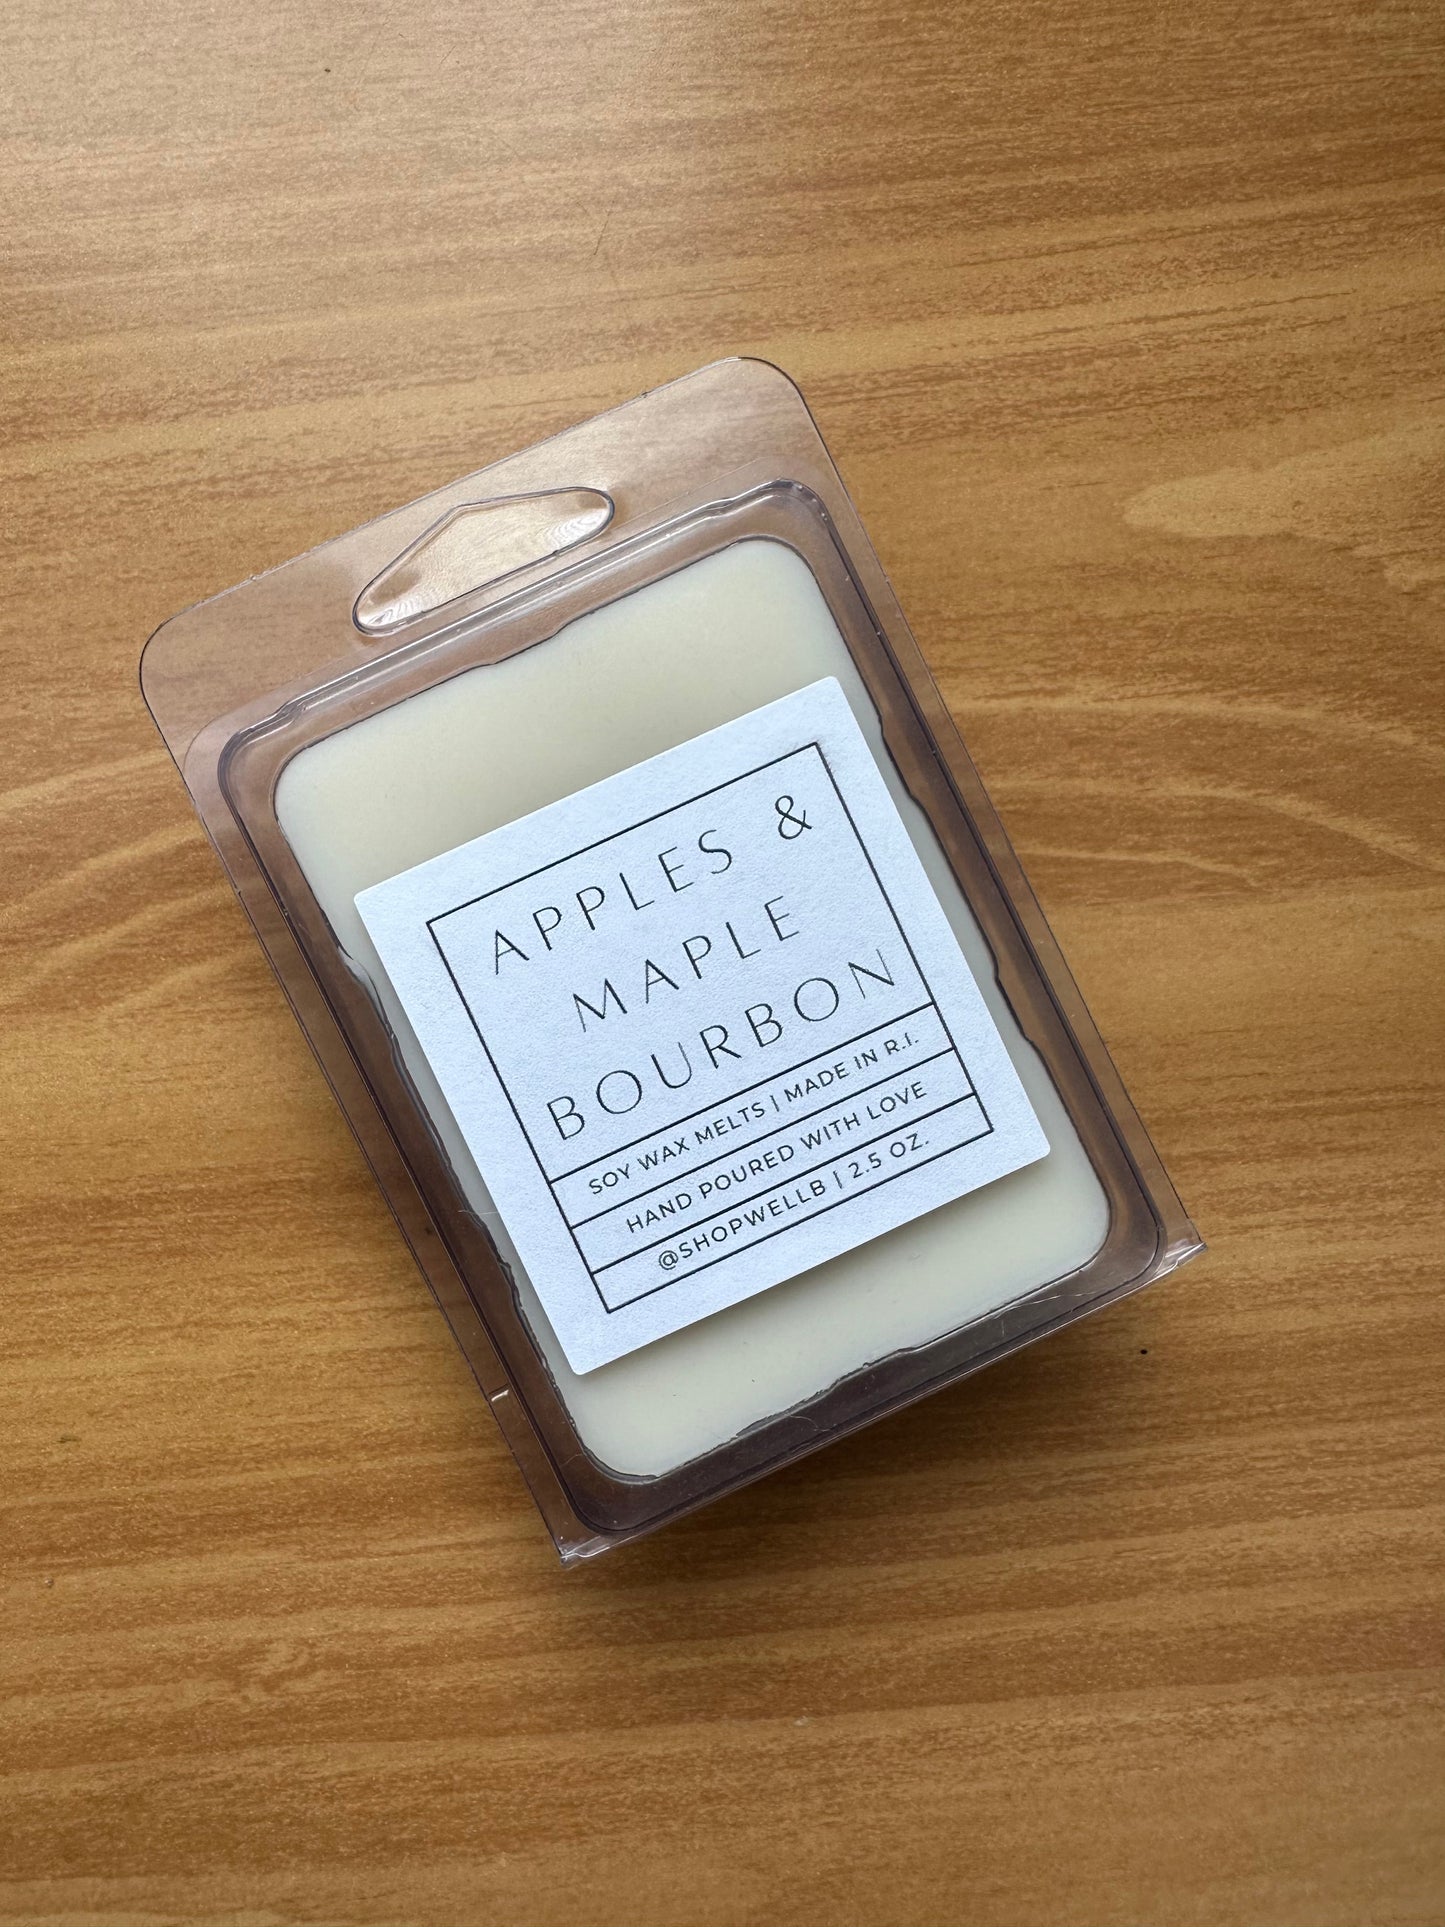 APPLES &
MAPLE
BOURBON
SOY WAX MELTS | MADE IN R.I.
HAND POURED WITH LOVE
@SHOPWELLB | 2.5 OZ.